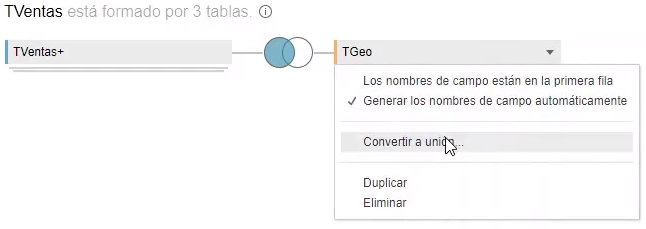 TVentas está formado por 3 tablas.
TVentas+ TGeo
Los nombres de campo están en la primera fila
✓ Generar los nombres de campo automáticamente
Convertir a unión...
Duplicar
Eliminar